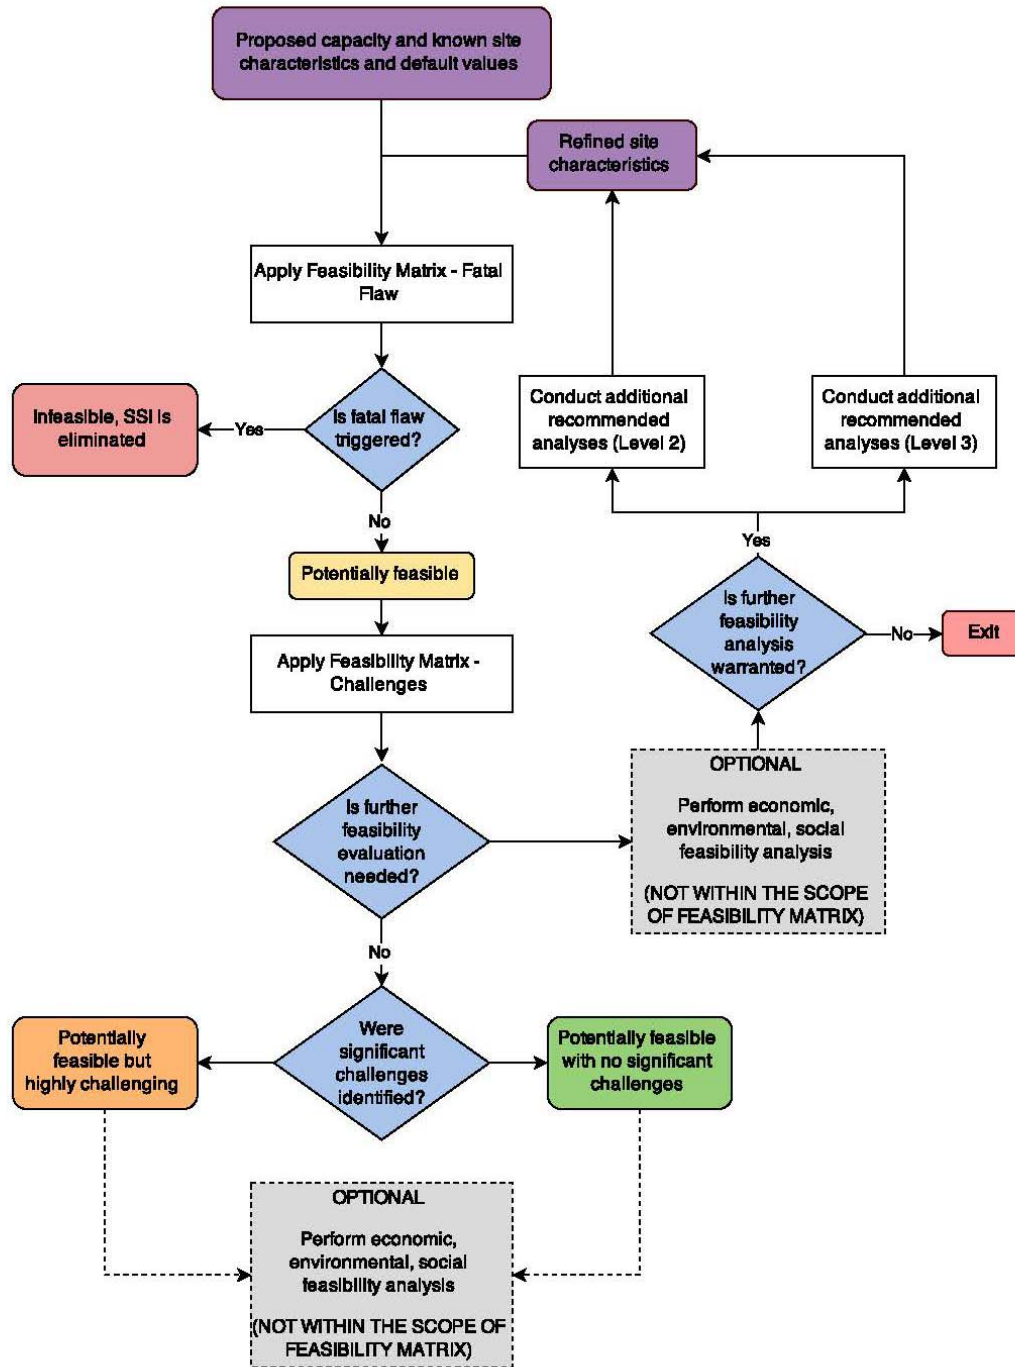 Proposed capacity and known site
characteristics and default values
Refined site
characteristics
Apply Feasibility Matrix - Fatal
Flaw
Infeasible, SSI is
eliminated
Yes
Is fatal flaw
triggered?
Conduct additional
recommended
analyses (Level 2)
Conduct additional
recommended
analyses (Level 3)
No
Yes
Potentially feasible
Is further
feasibility
analysis
warranted?
No
Exit
Apply Feasibility Matrix -
Challenges
Is further
feasibility
evaluation
needed?
OPTIONAL
Perform economic,
environmental, social
feasibility analysis
(NOT WITHIN THE SCOPE
OF FEASIBILITY MATRIX)
No
Potentially
feasible but
highly challenging
Were
significant
challenges
identified?
Potentially feasible
with no significant
challenges
OPTIONAL
Perform economic,
environmental, social
feasibility analysis
(NOT WITHIN THE SCOPE OF
FEASIBILITY MATRIX)